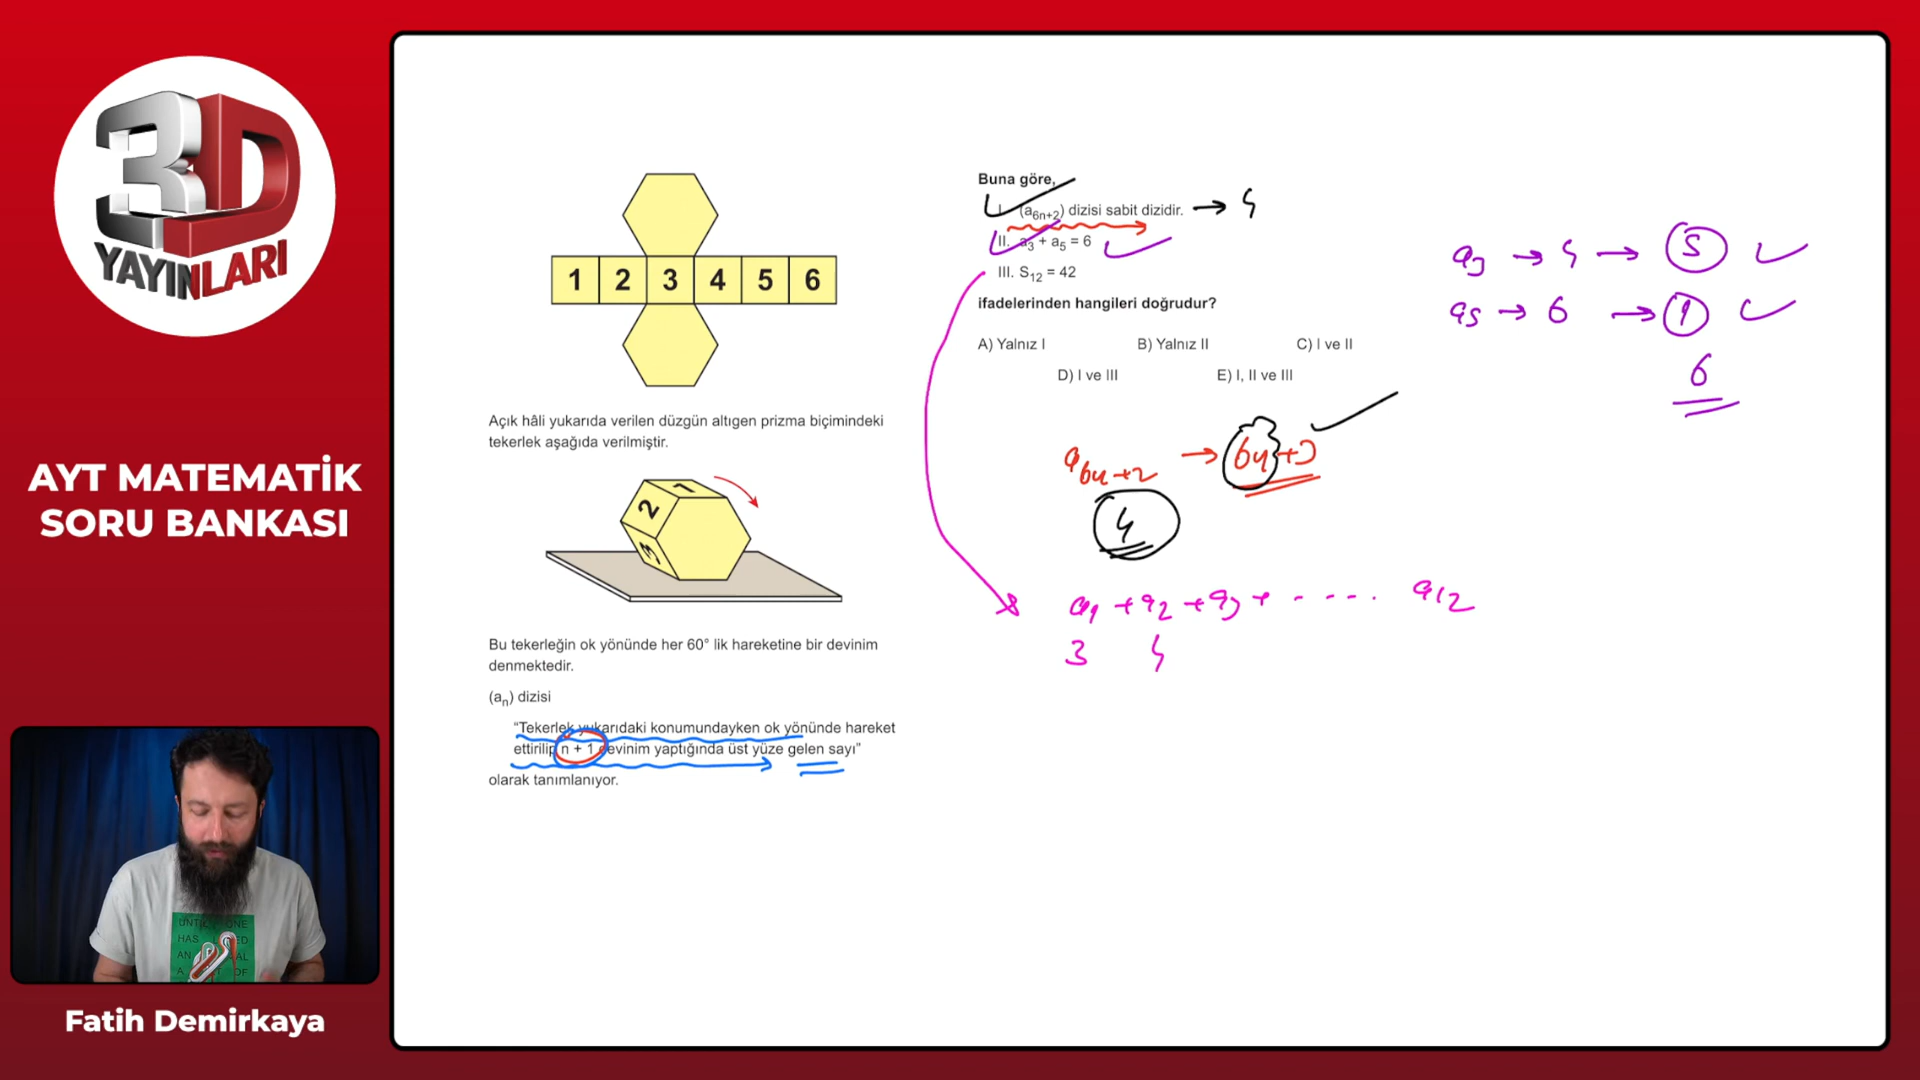 3D
YAYINLARI
AYT MATEMATİK
SORU BANKASI
Fatih Demirkaya
1 2 3 4 5 6
Açık hâli yukarıda verilen düzgün altıgen prizma biçimindeki
tekerlek aşağıda verilmiştir.
1
2
3
Bu tekerleğin ok yönünde her 60° lik hareketine bir devinim
denmektedir.
(an) dizisi
"Tekerlek yukarıdaki konumundayken ok yönünde hareket
ettirilip n + 1 devinim yaptığında üst yüze gelen sayı"
olarak tanımlanıyor.
Buna göre,
I. (a6n+2) dizisi sabit dizidir. → 4
II. a3 + a5 = 6
III. S12 = 42
ifadelerinden hangileri doğrudur?
A) Yalnız I B) Yalnız II C) I ve II
D) I ve III E) I, II ve III
a6n+2 → 6n+3
4
a1 + a2 + a3 + ..... a12
3 4
a3 → 4 → 5
a5 → 6 → 1
6